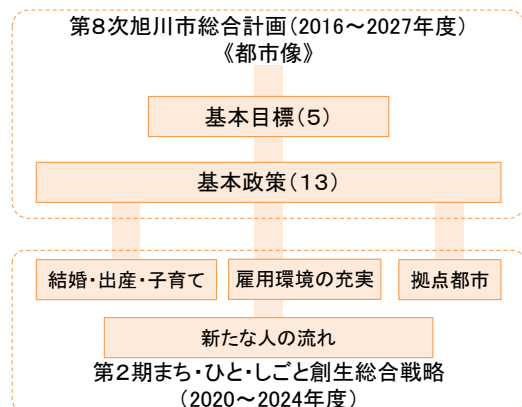 第8次旭川市総合計画(2016～2027年度)
《都市像》
基本目標(5)
基本政策(13)
結婚・出産・子育て
雇用環境の充実
拠点都市
新たな人の流れ
第2期まち・ひと・しごと創生総合戦略
(2020～2024年度)